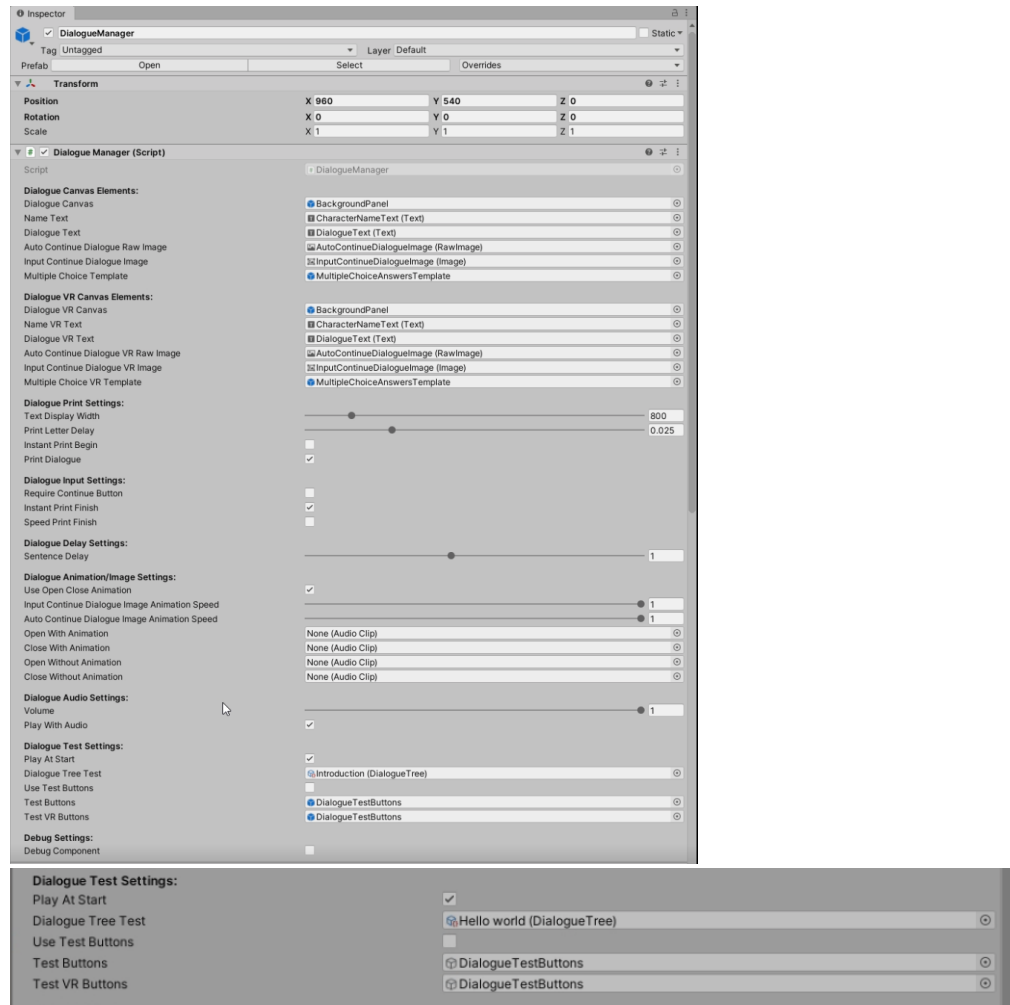 Inspector
DialogueManager Static
Tag Untagged Layer Default
Prefab Open Select Overrides
Transform
Position X 960 Y 540 Z 0
Rotation X 0 Y 0 Z 0
Scale X 1 Y 1 Z 1
# Dialogue Manager (Script)
Script DialogueManager
Dialogue Canvas Elements:
Dialogue Canvas BackgroundPanel
Name Text CharacterNameText (Text)
Dialogue Text DialogueText (Text)
Auto Continue Dialogue Raw Image AutoContinueDialogueImage (RawImage)
Input Continue Dialogue Image InputContinueDialogueImage (Image)
Multiple Choice Template MultipleChoiceAnswersTemplate
Dialogue VR Canvas Elements:
Dialogue VR Canvas BackgroundPanel
Name VR Text CharacterNameText (Text)
Dialogue VR Text DialogueText (Text)
Auto Continue Dialogue VR Raw Image AutoContinueDialogueImage (RawImage)
Input Continue Dialogue VR Image InputContinueDialogueImage (Image)
Multiple Choice VR Template MultipleChoiceAnswersTemplate
Dialogue Print Settings:
Text Display Width 800
Print Letter Delay 0.025
Instant Print Begin
Print Dialogue
Dialogue Input Settings:
Require Continue Button
Instant Print Finish
Speed Print Finish
Dialogue Delay Settings:
Sentence Delay 1
Dialogue Animation/Image Settings:
Use Open Close Animation
Input Continue Dialogue Image Animation Speed 1
Auto Continue Dialogue Image Animation Speed 1
Open With Animation None (Audio Clip)
Close With Animation None (Audio Clip)
Open Without Animation None (Audio Clip)
Close Without Animation None (Audio Clip)
Dialogue Audio Settings:
Volume 1
Play With Audio
Dialogue Test Settings:
Play At Start
Dialogue Tree Test Introduction (DialogueTree)
Use Test Buttons
Test Buttons DialogueTestButtons
Test VR Buttons DialogueTestButtons
Debug Settings:
Debug Component
Dialogue Test Settings:
Play At Start
Dialogue Tree Test Hello world (DialogueTree)
Use Test Buttons
Test Buttons DialogueTestButtons
Test VR Buttons DialogueTestButtons